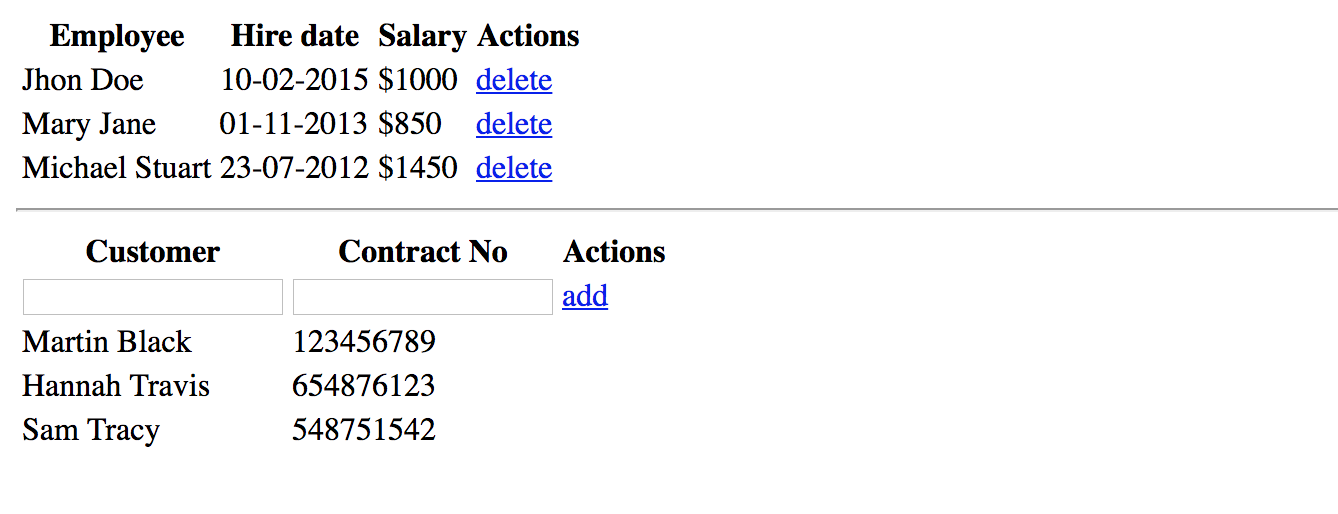 Employee Hire date Salary Actions
Jhon Doe 10-02-2015 $1000 delete
Mary Jane 01-11-2013 $850 delete
Michael Stuart 23-07-2012 $1450 delete
Customer Contract No Actions
add
Martin Black 123456789
Hannah Travis 654876123
Sam Tracy 548751542